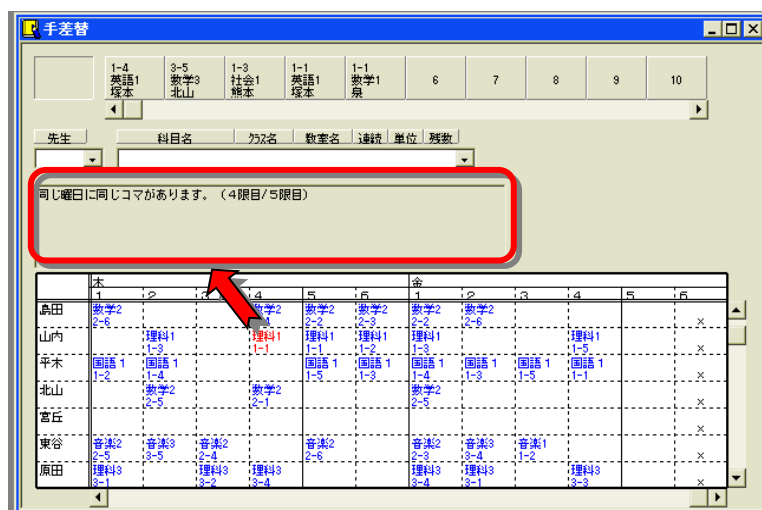 手差替
1-4 3-5 1-3 1-1 1-1
英語1 数学3 社会1 英語1 数学1 6 7 8 9 10
塚本 北山 熊本 塚本 泉
先生 科目名 クラス名 教室名 連続 単位 残数
同じ曜日に同じコマがあります。（4限目/5限目）
木 金
1 2 3 4 5 6 1 2 3 4 5 6
島田 数学2 数学2 数学2 数学2 数学2 数学2
2-6 2-2 2-3 2-2 2-6 ×
山内 理科1 理科1 理科1 理科1 理科1 理科1
1-3 1-1 1-1 1-2 1-3 1-5 ×
平木 国語1 国語1 国語1 国語1 国語1 国語1 国語1 国語1
1-2 1-4 1-5 1-3 1-4 1-3 1-5 1-1 ×
北山 数学2 数学2 数学2
2-5 2-1 2-5 ×
宮丘
×
東谷 音楽2 音楽3 音楽2 音楽2 音楽2 音楽3 音楽1
2-5 3-5 2-4 2-6 2-3 3-4 1-2 ×
原田 理科3 理科3 理科3 理科3 理科3 理科3
3-1 3-2 3-4 3-4 3-1 3-3 ×